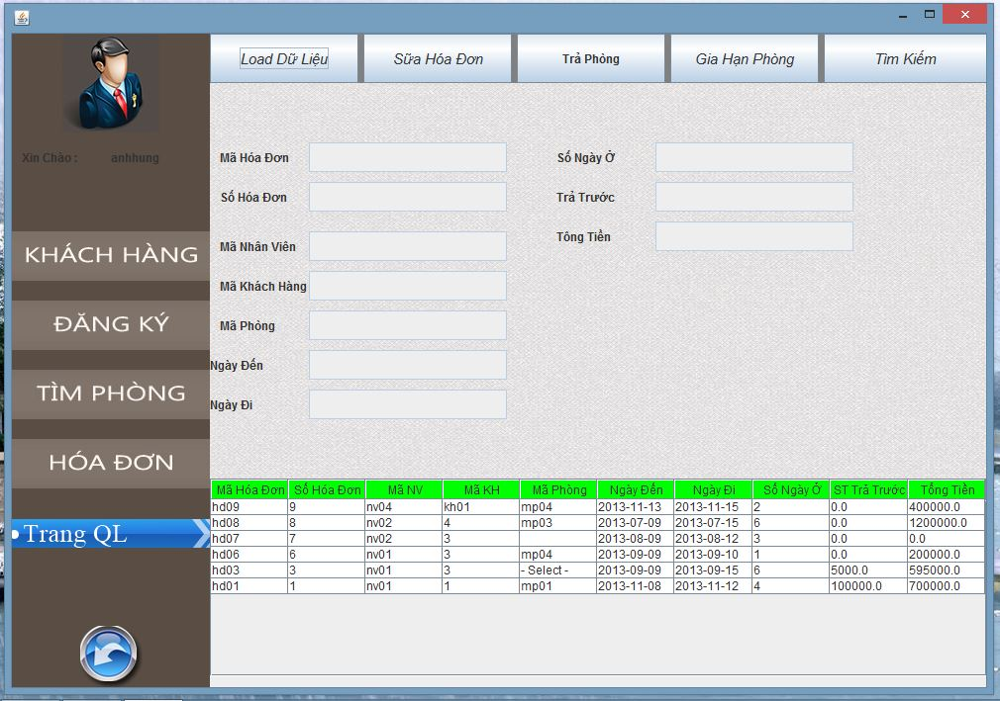 Load Dữ Liệu Sữa Hóa Đơn Trả Phòng Gia Hạn Phòng Tìm Kiếm
Xin Chào : anhhung
Mã Hóa Đơn Số Ngày Ở
Số Hóa Đơn Trả Trước
Mã Nhân Viên Tông Tiền
Mã Khách Hàng
Mã Phòng
Ngày Đến
Ngày Đi
KHÁCH HÀNG
ĐĂNG KÝ
TÌM PHÒNG
HÓA ĐƠN
Trang QL
Mã Hóa Đơn Số Hóa Đơn Mã NV Mã KH Mã Phòng Ngày Đến Ngày Đi Số Ngày Ở ST Trả Trước Tổng Tiền
hd09 9 nv04 kh01 mp04 2013-11-13 2013-11-15 2 0.0 400000.0
hd08 8 nv02 4 mp03 2013-07-09 2013-07-15 6 0.0 1200000.0
hd07 7 nv02 3 2013-08-09 2013-08-12 3 0.0 0.0
hd06 6 nv01 3 mp04 2013-09-09 2013-09-10 1 0.0 200000.0
hd03 3 nv01 3 - Select - 2013-09-09 2013-09-15 6 5000.0 595000.0
hd01 1 nv01 1 mp01 2013-11-08 2013-11-12 4 100000.0 700000.0